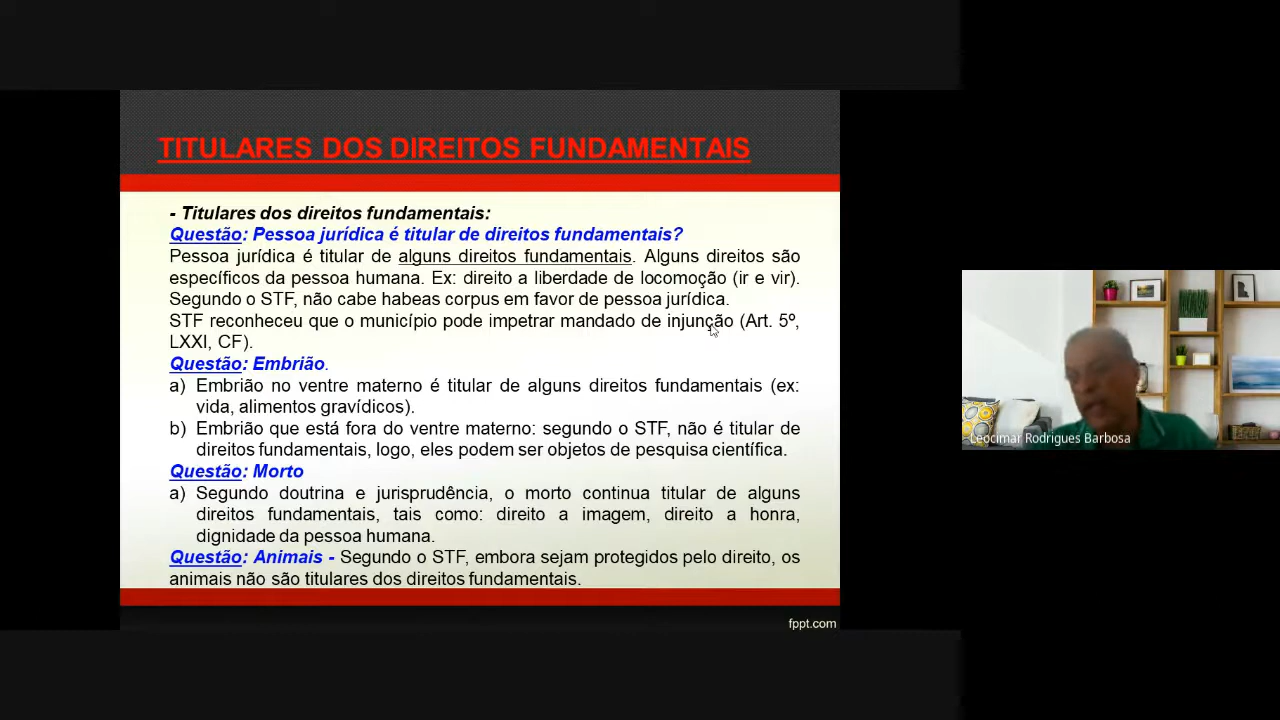 TITULARES DOS DIREITOS FUNDAMENTAIS
- Titulares dos direitos fundamentais:
Questão: Pessoa jurídica é titular de direitos fundamentais?
Pessoa jurídica é titular de alguns direitos fundamentais. Alguns direitos são
específicos da pessoa humana. Ex: direito a liberdade de locomoção (ir e vir).
Segundo o STF, não cabe habeas corpus em favor de pessoa jurídica.
STF reconheceu que o município pode impetrar mandado de injunção (Art. 5º,
LXXI, CF).
Questão: Embrião.
a) Embrião no ventre materno é titular de alguns direitos fundamentais (ex:
vida, alimentos gravídicos).
b) Embrião que está fora do ventre materno: segundo o STF, não é titular de
direitos fundamentais, logo, eles podem ser objetos de pesquisa científica.
Questão: Morto
a) Segundo doutrina e jurisprudência, o morto continua titular de alguns
direitos fundamentais, tais como: direito a imagem, direito a honra,
dignidade da pessoa humana.
Questão: Animais - Segundo o STF, embora sejam protegidos pelo direito, os
animais não são titulares dos direitos fundamentais.
fppt.com
Leocimar Rodrigues Barbosa